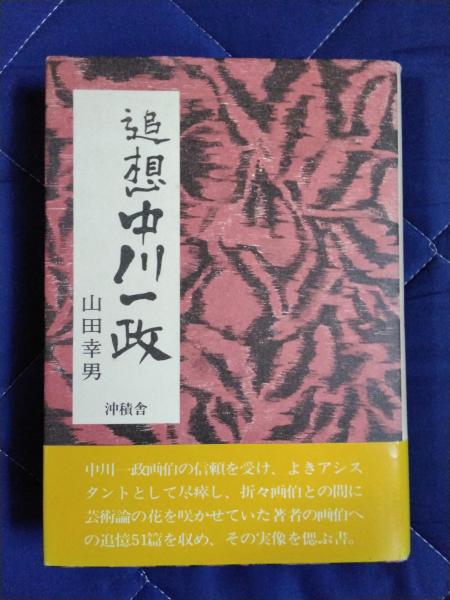 追想 中川一政
山田幸男
沖積舎
中川一政画伯の信頼を受け、よきアシス
タントとして尽瘁し、折々画伯との間に
芸術論の花を咲かせていた著者の画伯へ
の追憶51篇を収め、その実像を偲ぶ書。